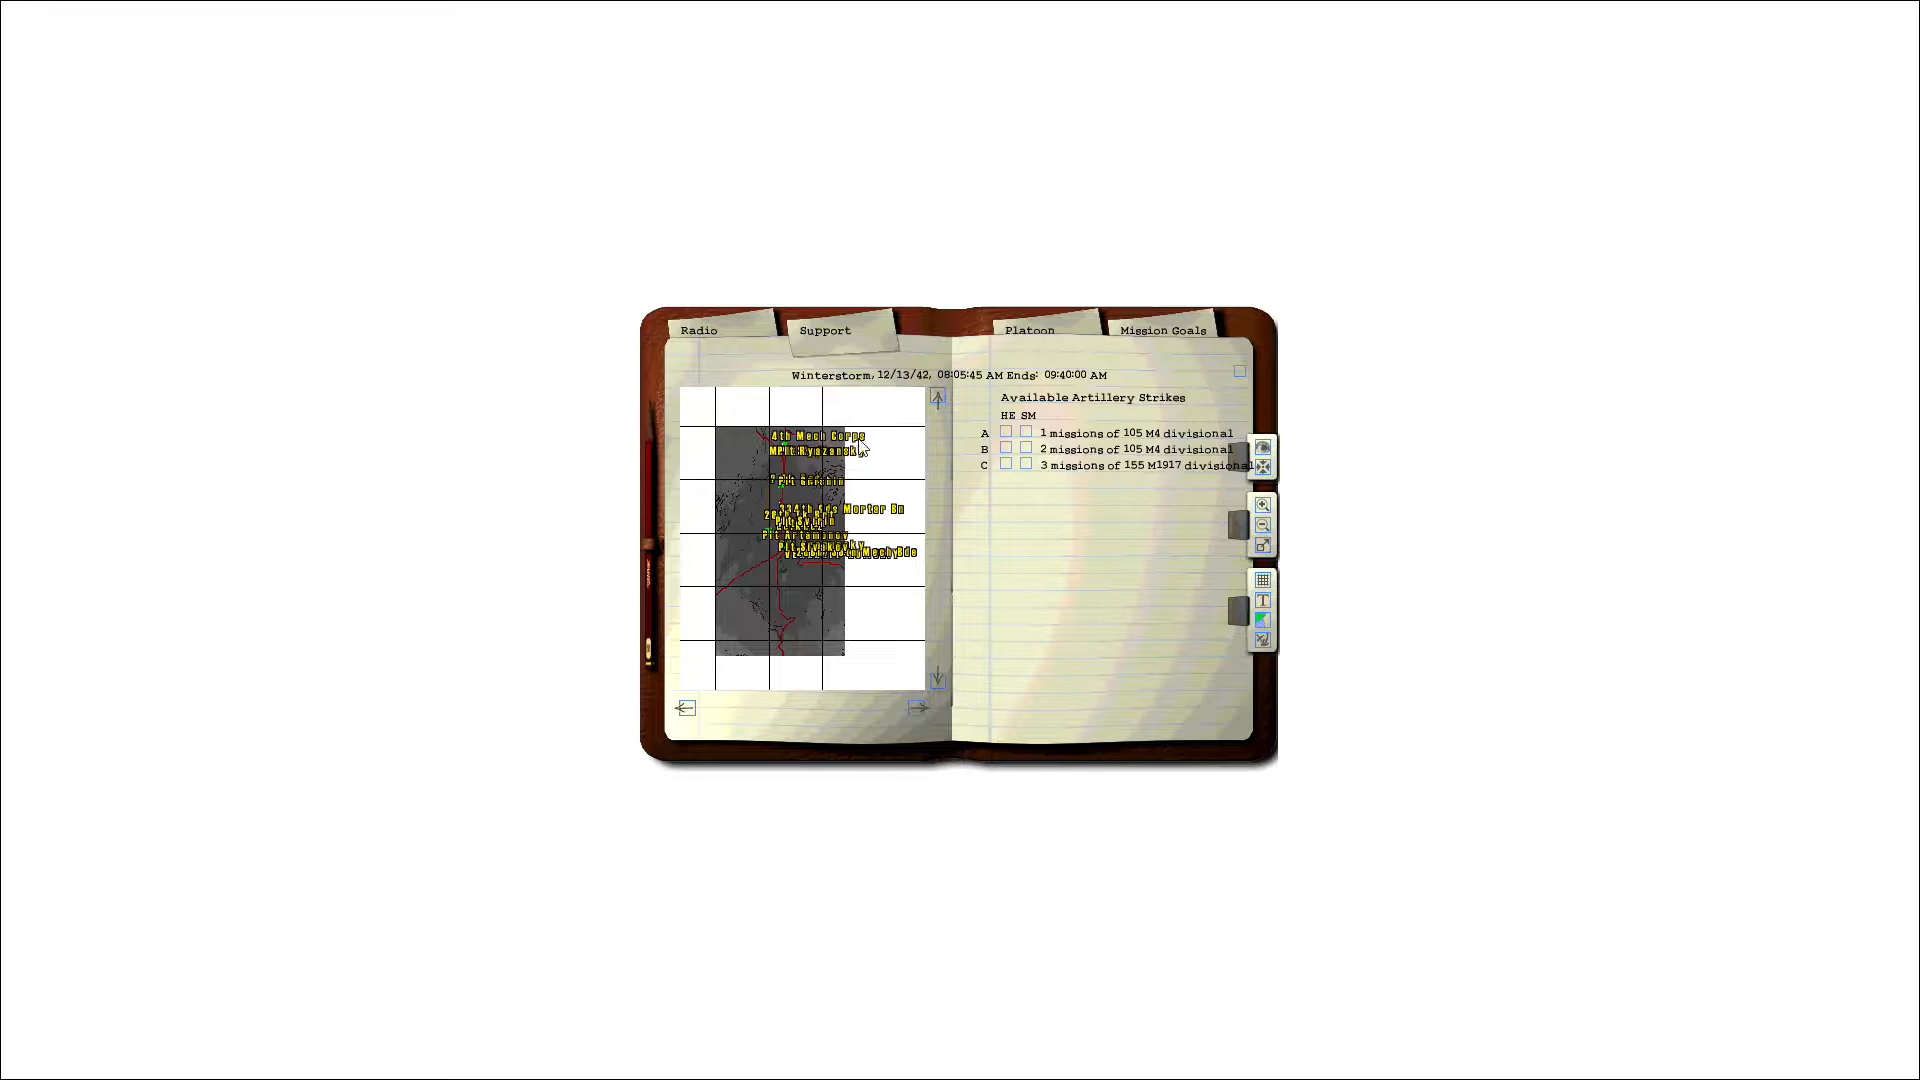 Radio
Support
Platoon
Mission Goals
Winterstorm, 12/13/42, 08:05:45 AM Ends: 09:40:00 AM
4th Mech Corps
Plt Artamonov
Mortar Bn
Available Artillery Strikes
HE SM
A 1 missions of 105 M4 divisional
B 2 missions of 105 M4 divisional
C 3 missions of 155 M1917 divisional
T